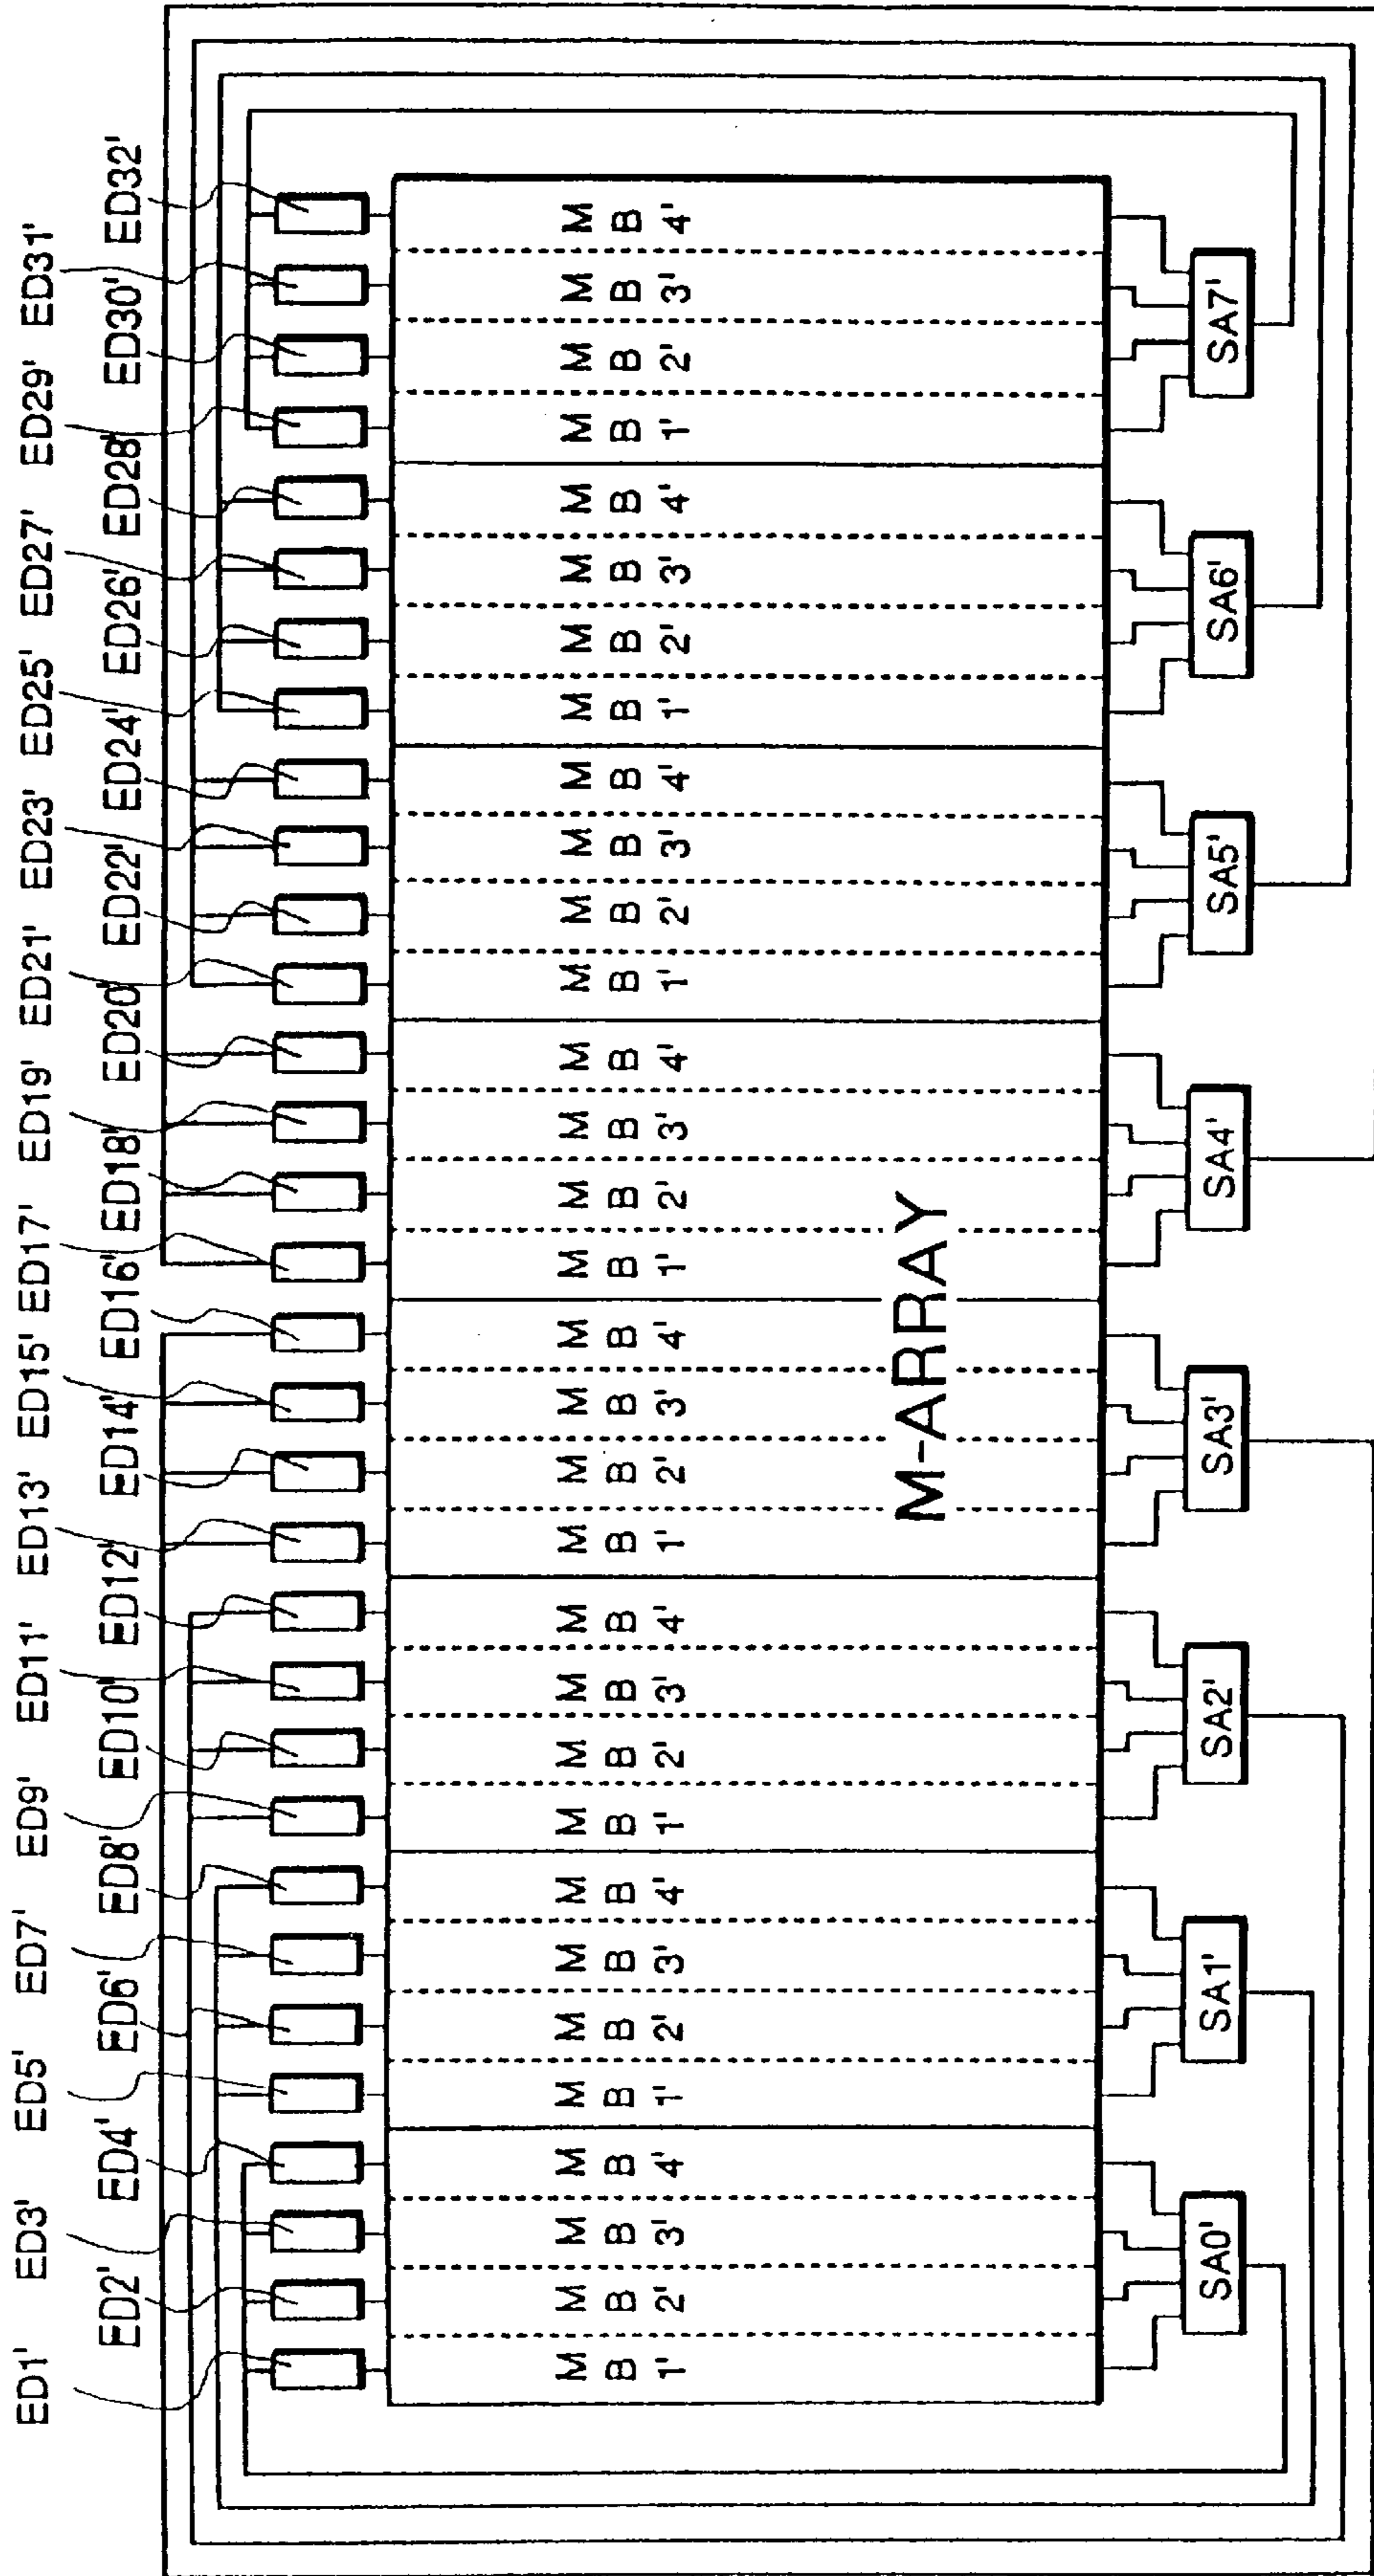 ED1' ED3' ED5' ED7' ED9' ED11' ED13' ED15' ED17' ED19' ED21' ED23' ED25' ED27' ED29' ED31'
ED2' ED4' ED6' ED8' ED10' ED12' ED14' ED16' ED18' ED20' ED22' ED24' ED26' ED28' ED30' ED32'
MB1' MB2' MB3' MB4' MB1' MB2' MB3' MB4' MB1' MB2' MB3' MB4' MB1' MB2' MB3' MB4' MB1' MB2' MB3' MB4' MB1' MB2' MB3' MB4' MB1' MB2' MB3' MB4' MB1' MB2' MB3' MB4'
M-ARRAY
SA0' SA1' SA2' SA3' SA4' SA5' SA6' SA7'